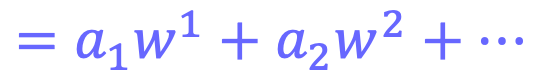 = a₁w¹ + a₂w² + ⋯